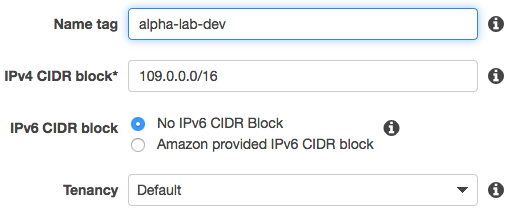 Name tag alpha-lab-dev
IPv4 CIDR block* 109.0.0.0/16
IPv6 CIDR block No IPv6 CIDR Block
Amazon provided IPv6 CIDR block
Tenancy Default